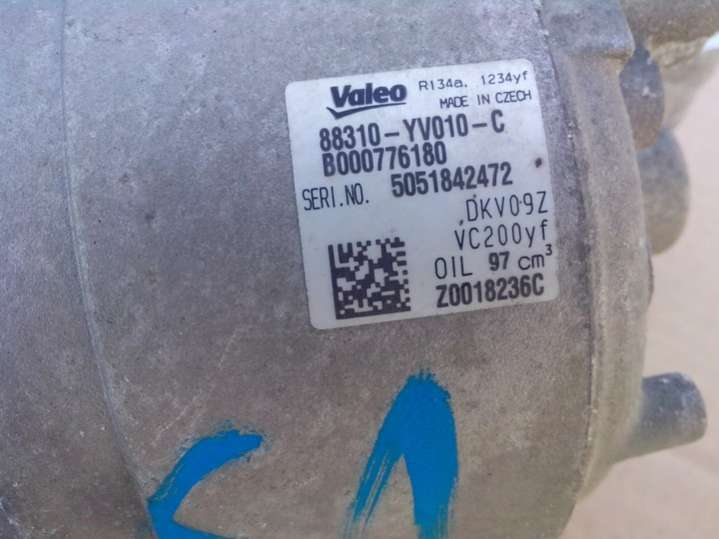 Valeo R134a. 1234yf
MADE IN CZECH
88310-YV010-C
B000776180
SERI.NO. 5051842472
DKV09Z
VC200yf
OIL 97 cm³
Z0018236C